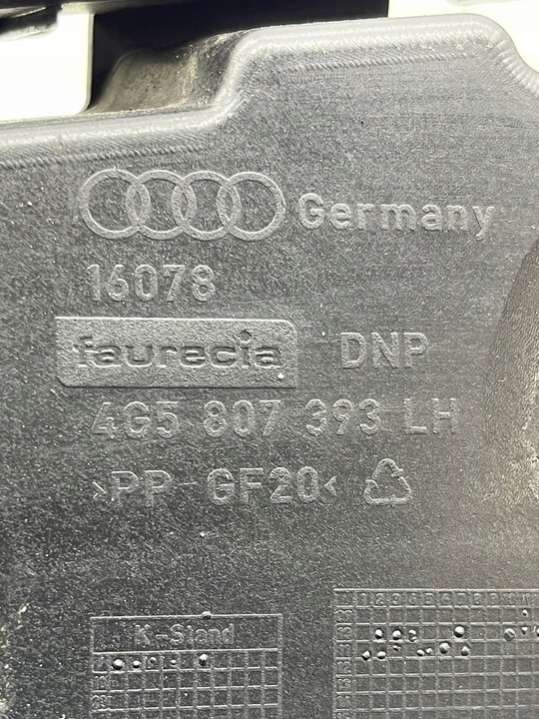 Germany
16078
faurecia DNP
4G5 807 393 LH
>PP-GF20<
K-Stand